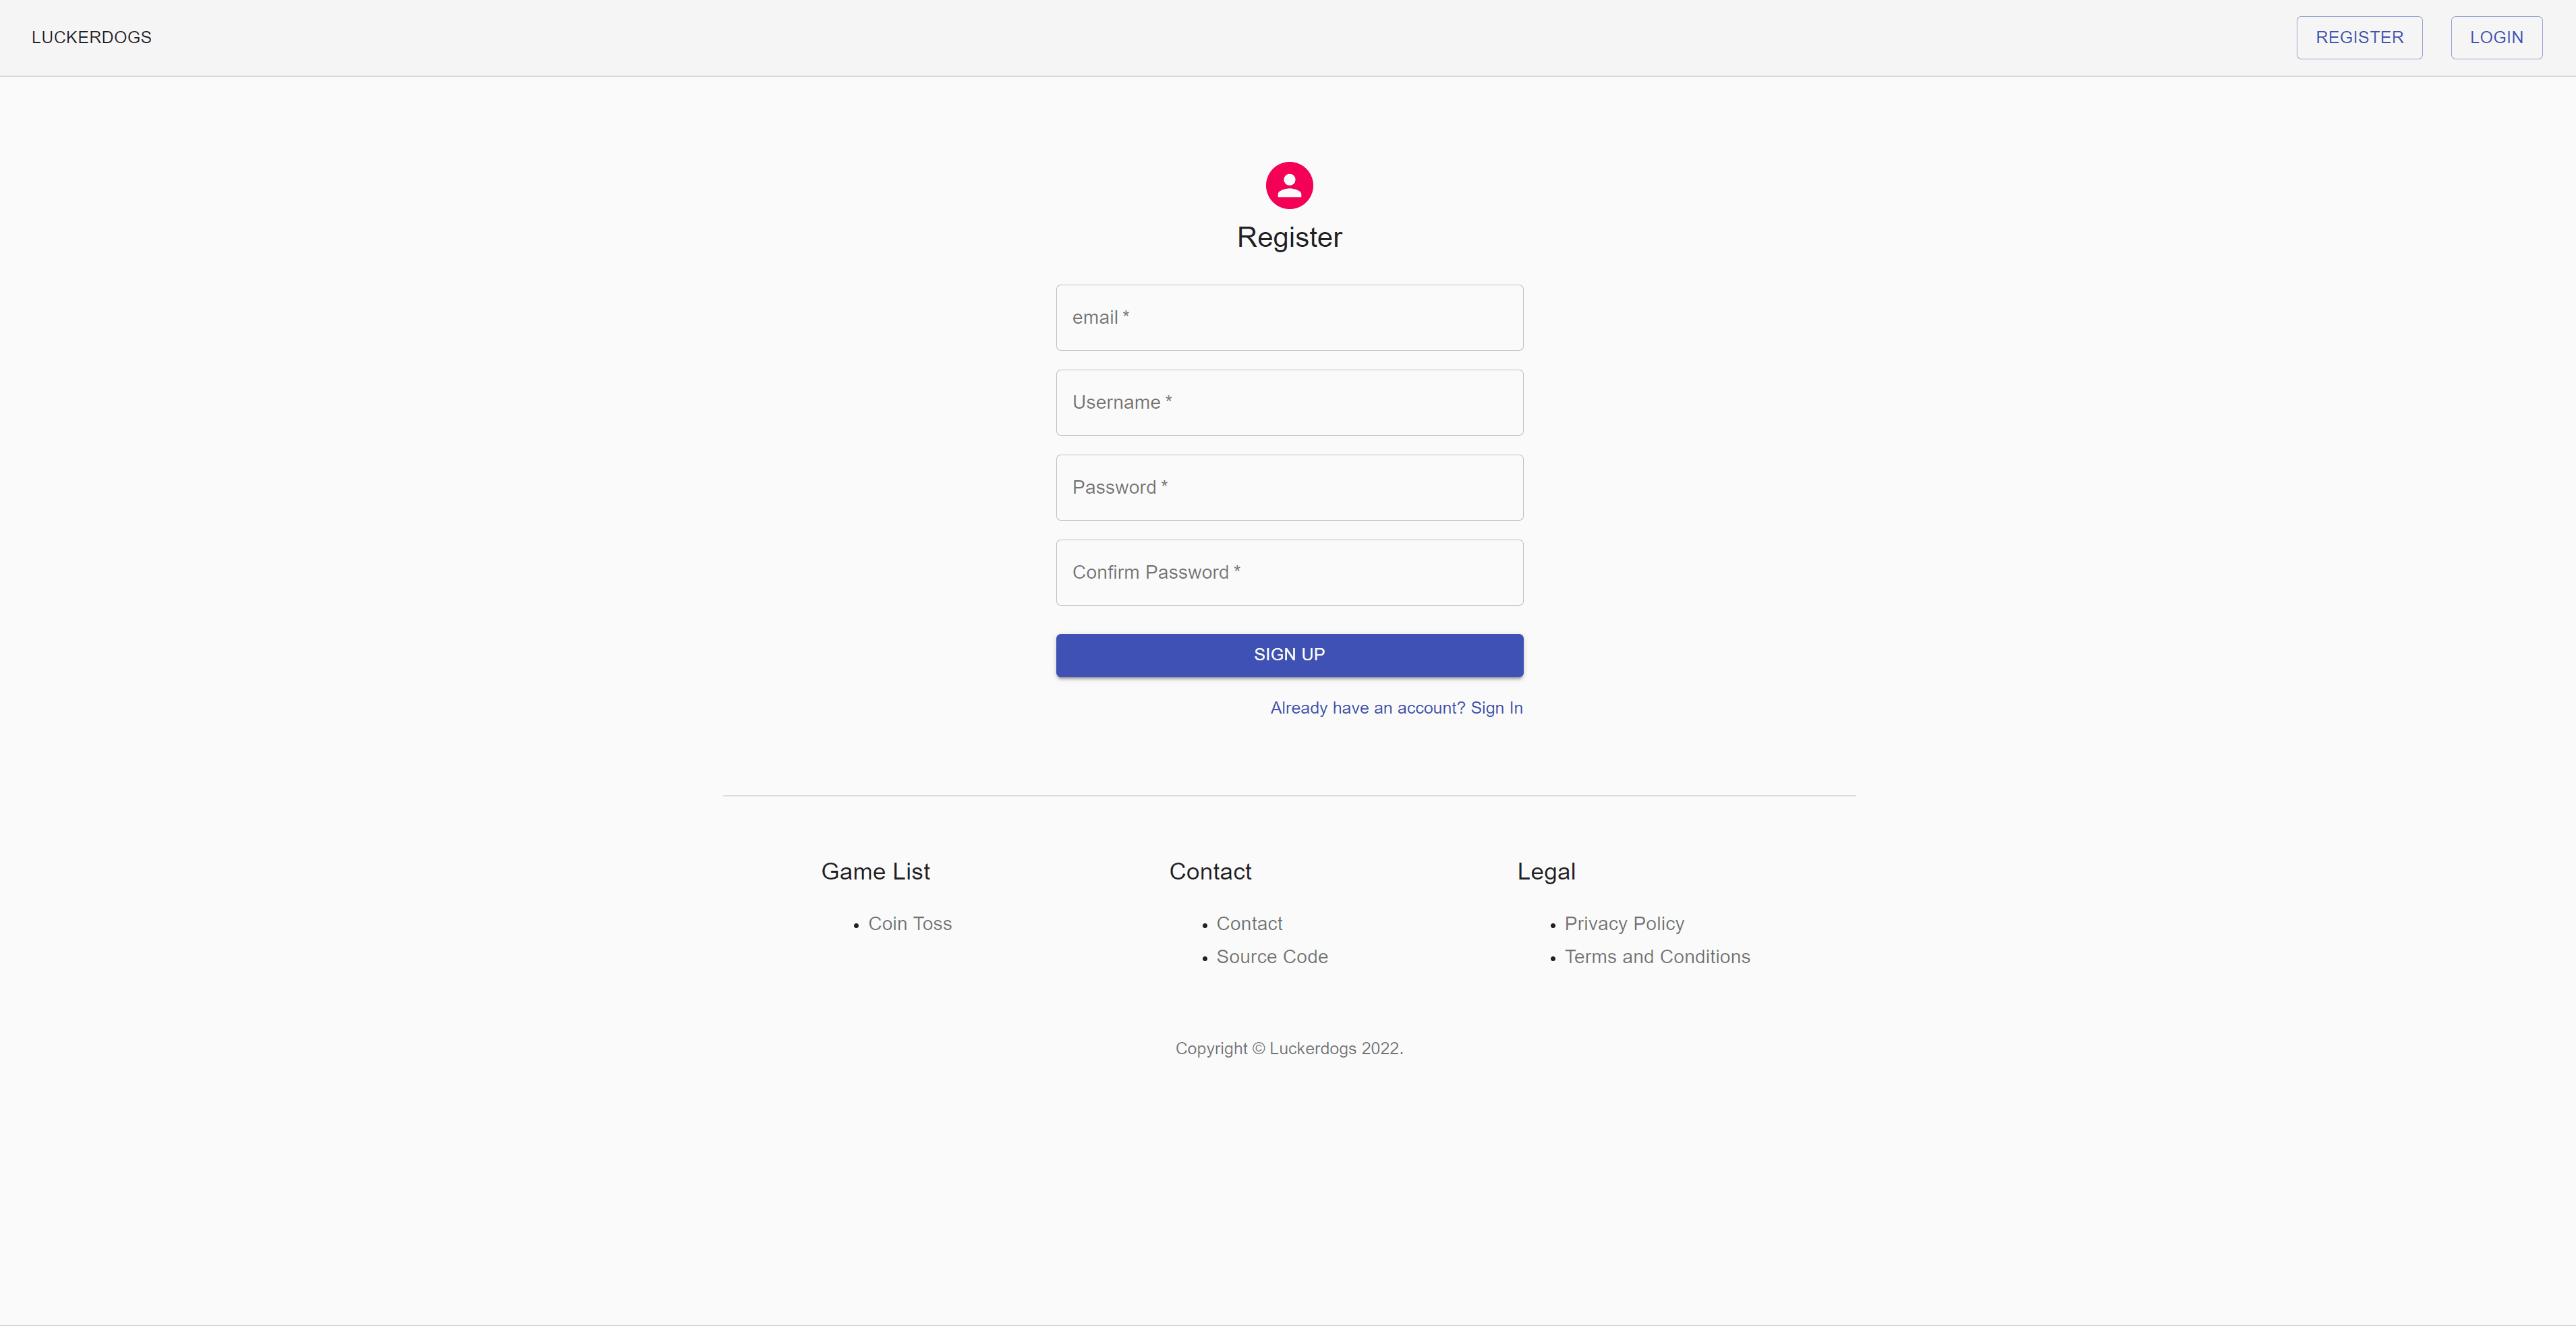 LUCKERDOGS
REGISTER
LOGIN
Register
email *
Username *
Password *
Confirm Password *
SIGN UP
Already have an account? Sign In
Game List
• Coin Toss
Contact
• Contact
• Source Code
Legal
• Privacy Policy
• Terms and Conditions
Copyright © Luckerdogs 2022.